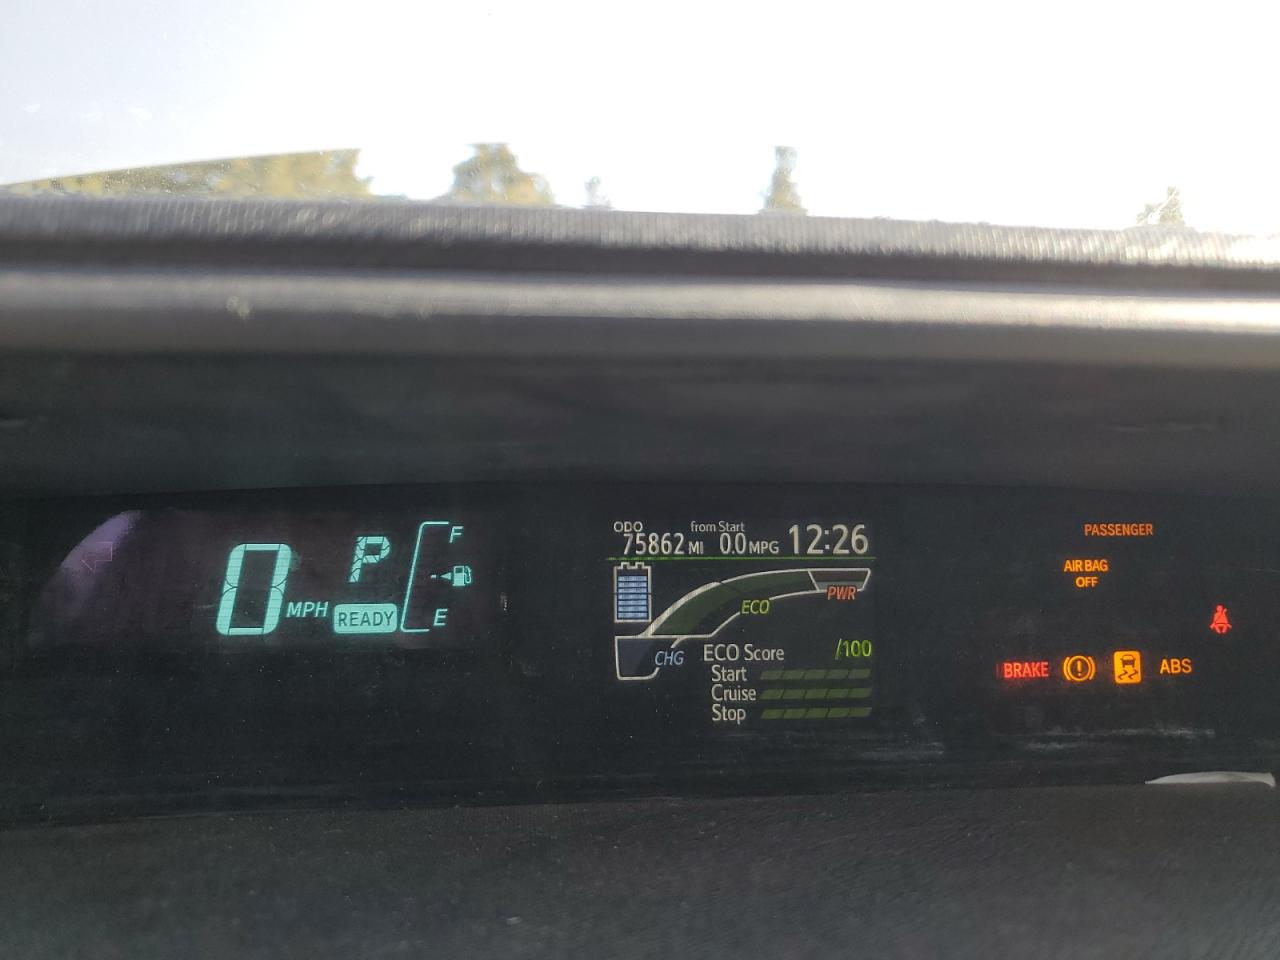 0 MPH
P
READY
F
E
ODO
75862 MI
from Start
0.0 MPG
12:26
ECO
PWR
CHG
ECO Score /100
Start
Cruise
Stop
PASSENGER
AIR BAG
OFF
BRAKE
ABS